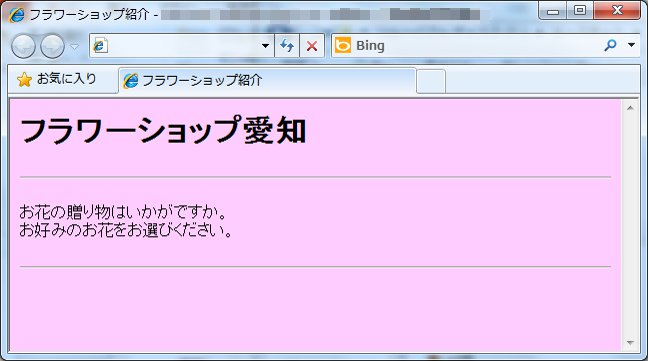 フラワーショップ紹介 -
Bing
お気に入り
フラワーショップ紹介
フラワーショップ愛知
お花の贈り物はいかがですか。
お好みのお花をお選びください。